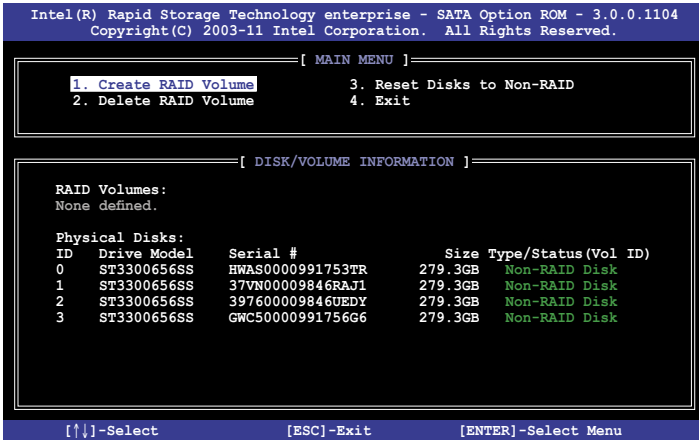 Intel(R) Rapid Storage Technology enterprise - SATA Option ROM - 3.0.0.1104
Copyright(C) 2003-11 Intel Corporation. All Rights Reserved.
[ MAIN MENU ]
1. Create RAID Volume 3. Reset Disks to Non-RAID
2. Delete RAID Volume 4. Exit
[ DISK/VOLUME INFORMATION ]
RAID Volumes:
None defined.
Physical Disks:
ID Drive Model Serial # Size Type/Status(Vol ID)
0 ST3300656SS HWAS0000991753TR 279.3GB Non-RAID Disk
1 ST3300656SS 37VN00009846RAJ1 279.3GB Non-RAID Disk
2 ST3300656SS 397600009846UEDY 279.3GB Non-RAID Disk
3 ST3300656SS GWC50000991756G6 279.3GB Non-RAID Disk
[↑↓]-Select [ESC]-Exit [ENTER]-Select Menu